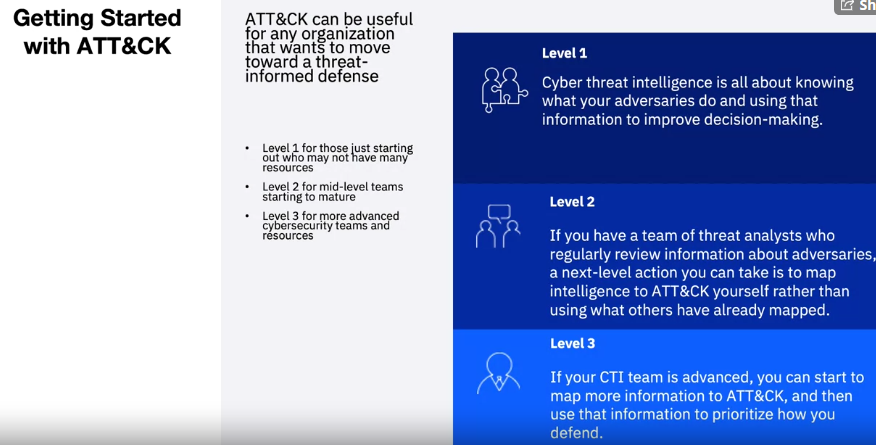 Getting Started
with ATT&CK
ATT&CK can be useful
for any organization
that wants to move
toward a threat-
informed defense
• Level 1 for those just starting
out who may not have many
resources
• Level 2 for mid-level teams
starting to mature
• Level 3 for more advanced
cybersecurity teams and
resources
Sh
Level 1
Cyber threat intelligence is all about knowing
what your adversaries do and using that
information to improve decision-making.
Level 2
If you have a team of threat analysts who
regularly review information about adversaries,
a next-level action you can take is to map
intelligence to ATT&CK yourself rather than
using what others have already mapped.
Level 3
If your CTI team is advanced, you can start to
map more information to ATT&CK, and then
use that information to prioritize how you
defend.